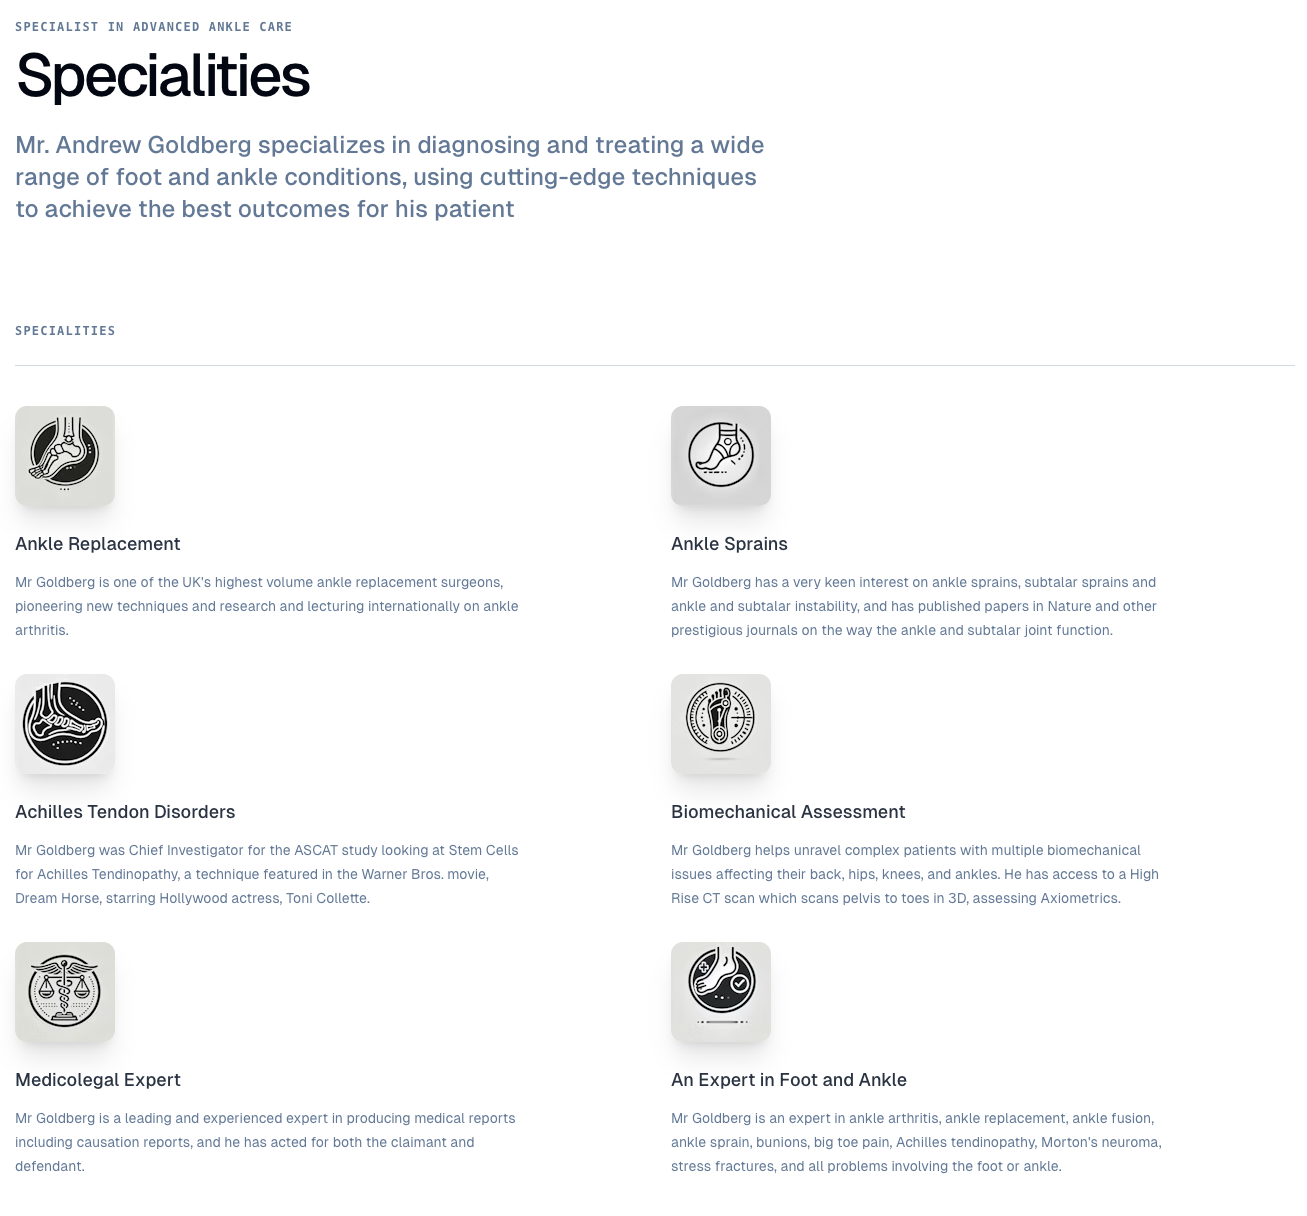 SPECIALIST IN ADVANCED ANKLE CARE
Specialities
Mr. Andrew Goldberg specializes in diagnosing and treating a wide
range of foot and ankle conditions, using cutting-edge techniques
to achieve the best outcomes for his patient
SPECIALITIES
Ankle Replacement
Mr Goldberg is one of the UK's highest volume ankle replacement surgeons,
pioneering new techniques and research and lecturing internationally on ankle
arthritis.
Ankle Sprains
Mr Goldberg has a very keen interest on ankle sprains, subtalar sprains and
ankle and subtalar instability, and has published papers in Nature and other
prestigious journals on the way the ankle and subtalar joint function.
Achilles Tendon Disorders
Mr Goldberg was Chief Investigator for the ASCAT study looking at Stem Cells
for Achilles Tendinopathy, a technique featured in the Warner Bros. movie,
Dream Horse, starring Hollywood actress, Toni Collette.
Biomechanical Assessment
Mr Goldberg helps unravel complex patients with multiple biomechanical
issues affecting their back, hips, knees, and ankles. He has access to a High
Rise CT scan which scans pelvis to toes in 3D, assessing Axiometrics.
Medicolegal Expert
Mr Goldberg is a leading and experienced expert in producing medical reports
including causation reports, and he has acted for both the claimant and
defendant.
An Expert in Foot and Ankle
Mr Goldberg is an expert in ankle arthritis, ankle replacement, ankle fusion,
ankle sprain, bunions, big toe pain, Achilles tendinopathy, Morton's neuroma,
stress fractures, and all problems involving the foot or ankle.